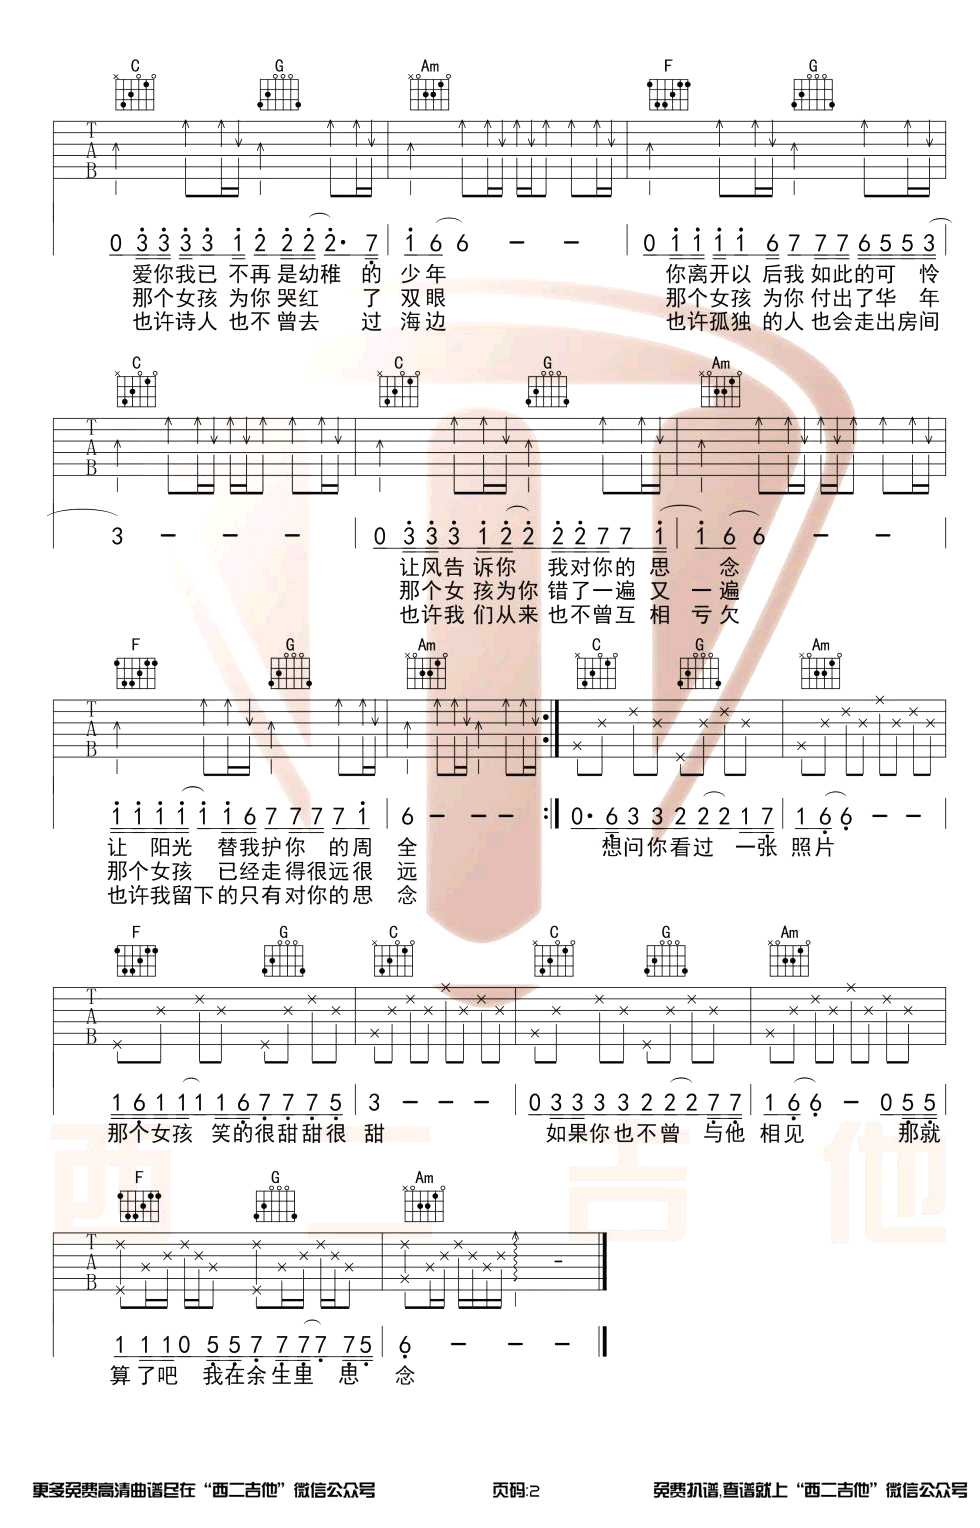 C G Am F G
T A B
0 3 3 3 3 1 2 2 2 2· 7 1 6 6 - - 0 1 1 1 1 6 7 7 7 6 5 5 3
爱你我已 不再是幼稚 的 少年 你离开以 后我 如此的可 怜
那个女孩 为你 哭红 了 双眼 那个女孩 为你 付出了华 年
也许诗人 也不 曾去 过 海边 也许孤独 的人也会走出房间
C C G Am
T A B
3 - - - 0 3 3 3 1 2 2 2 2 7 7 1 1 6 6 - -
让风告 诉你 我对你的 思 念
那个女 孩为你 错了一遍 又 一遍
也许我 们从来 也不曾互 相 亏欠
F G Am C G Am
T A B
1 1 1 1 1 1 6 7 7 7 7 1 6 - - - 0· 6 3 3 2 2 2 1 7 1 6 6 - -
让 阳光 替我护你 的周 全 想问你看过 一张 照片
那个女孩 已经走得很远很 远
也许我留下的只有对你的思 念
F G C C G Am
T A B
1 6 1 1 1 1 6 7 7 7 5 3 - - - 0 3 3 3 3 2 2 2 7 7 1 6 6 - 0 5 5
那个女孩 笑的很甜甜很 甜 如果你也不曾 与他 相见 那就
西二吉他
F G Am
T A B
1 1 1 0 5 5 7 7 7 7 7 5 6 - - -
算了吧 我在余生里 思 念
更多免费高清曲谱尽在“西二吉他”微信公众号 页码:2 免费扒谱,查谱就上“西二吉他”微信公众号